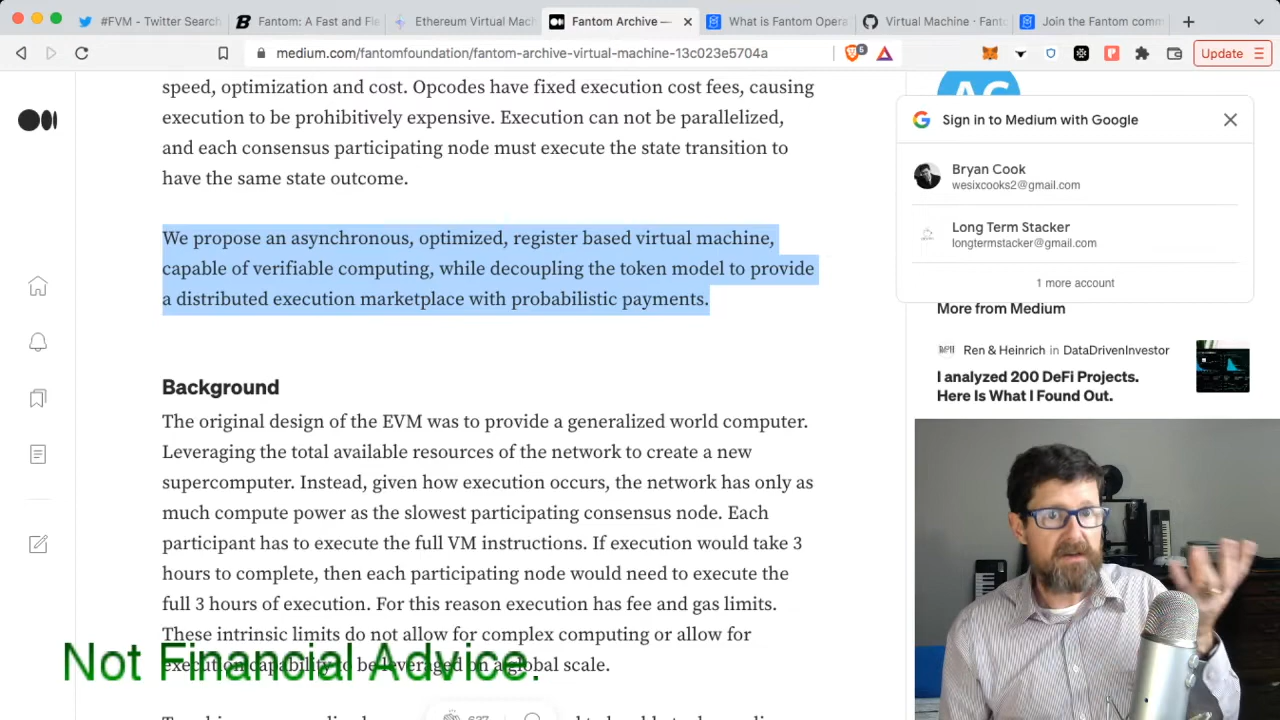 #FVM - Twitter Search
Fantom: A Fast and Fle
Ethereum Virtual Mac
Fantom Archive —
What is Fantom Opera
Virtual Machine · Fanto
Join the Fantom comm
medium.com/fantomfoundation/fantom-archive-virtual-machine-13c023e5704a
5
Update
speed, optimization and cost. Opcodes have fixed execution cost fees, causing
execution to be prohibitively expensive. Execution can not be parallelized,
and each consensus participating node must execute the state transition to
have the same state outcome.
We propose an asynchronous, optimized, register based virtual machine,
capable of verifiable computing, while decoupling the token model to provide
a distributed execution marketplace with probabilistic payments.
Background
The original design of the EVM was to provide a generalized world computer.
Leveraging the total available resources of the network to create a new
supercomputer. Instead, given how execution occurs, the network has only as
much compute power as the slowest participating consensus node. Each
participant has to execute the full VM instructions. If execution would take 3
hours to complete, then each participating node would need to execute the
full 3 hours of execution. For this reason execution has fee and gas limits.
These intrinsic limits do not allow for complex computing or allow for
execution capability to be leveraged on a global scale.
Not Financial Advice.
637
AC
Sign in to Medium with Google
Bryan Cook
wesixcooks2@gmail.com
Long Term Stacker
longtermstacker@gmail.com
1 more account
More from Medium
Ren & Heinrich in DataDrivenInvestor
I analyzed 200 DeFi Projects.
Here Is What I Found Out.